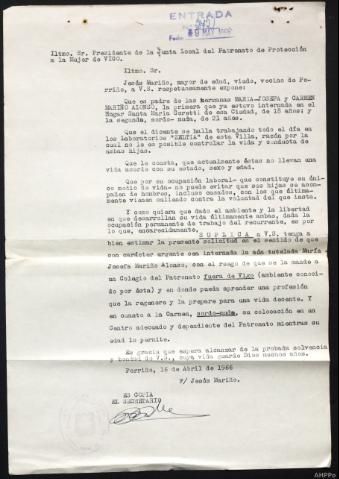 ENTRADA
Iltmo. Sr. Presidente de la Junta Local del Patronato de Protección
a la Mujer de VIGO.
Iltmo. Sr.
Jesús Mariño, mayor de edad, viudo, vecino de Po-
rriño, a V.S. respetuosamente expone:
Que es padre de las hermanas MARIA-JOSEFA y CARMEN
MARIÑO ALONSO, la primera que ya estuvo internada en el
Hogar Santa María Goretti de esa Ciudad, de 18 años; y
la segunda, sordo-muda, de 21 años.
Que el dicente se halla trabajando todo el día en
los Laboratorios "ZELTIA" de esta Villa, razón por la
cual no le es posible controlar la vida y conducta de
ambas hijas.
Que le consta, que actualmente éstas no llevan una
vida acorde con su estado, sexo y edad.
Que por su ocupación laboral- que constituye su úni-
co medio de vida- no puede evitar que sus hijas se acom-
pañen de hombres, incluso casados, con los que última-
mente vienen saliendo contra la voluntad del que insta.
Y como quiera que dado el ambiente y la libertad
en que desarrollan su vida últimamente ambas, dada la
ocupación permanente de trabajo del recurrente, es por
lo que, encarecidamente, S U P L I C A a V.S. tenga a
bien estimar la presente solicitud en el sentido de que
con carácter urgente sea internada la aún tutelada María
Josefa Mariño Alonso, con el ruego de que se la mande a
un Colegio del Patronato fuera de Vigo (ambiente conoci-
do por ésta) y en donde pueda aprender una profesión
que la regenere y la prepare para una vida decente. Y
en cuanto a la Carmen, sordo-muda, su colocación en un
Centro adecuado y dependiente del Patronato mientras su
edad lo permite.
Es gracia que espera alcanzar de la probada solvencia
y bondad de V.S., cuya vida guarde Dios muchos años.
Porriño, 16 de Abril de 1966
F/ Jesús Mariño.
ES COPIA
EL SECRETARIO
AHPPo